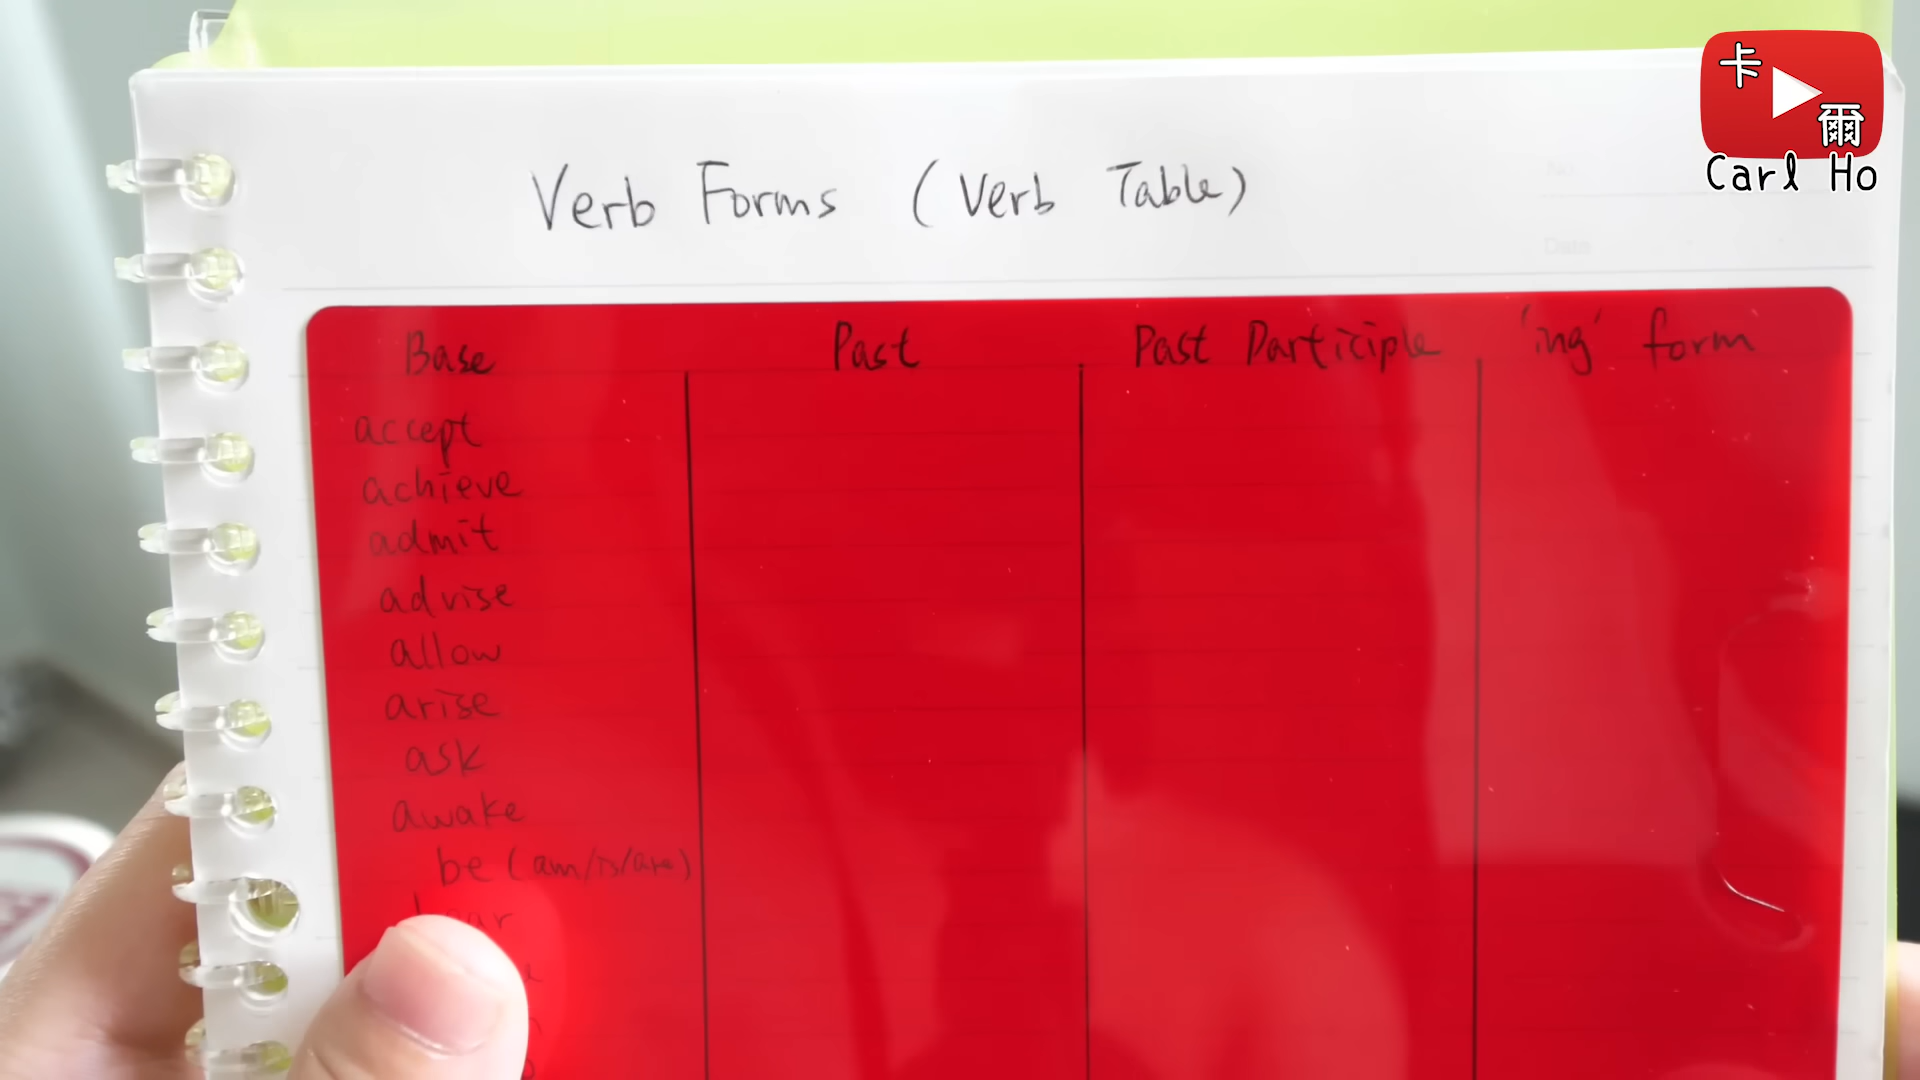 卡
爾
Carl Ho
Verb Forms (Verb Table)
Date
Base Past Past Participle 'ing' form
accept
achieve
admit
advise
allow
arise
ask
awake
be (am/is/are)